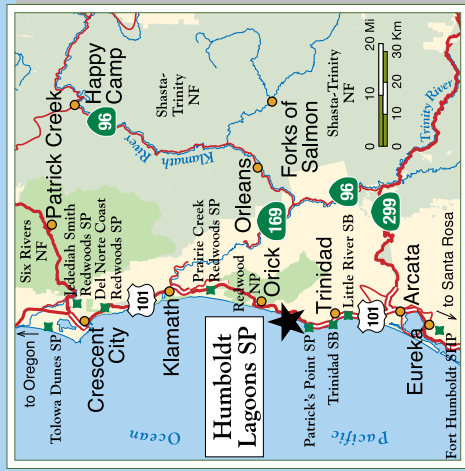 to Oregon
Tolowa Dunes SP
Six Rivers
NF
Patrick Creek
Happy
Camp
96
Jedediah Smith
Redwoods SP
Del Norte Coast
Redwoods SP
Crescent
City
101
Klamath
River
Klamath
Shasta-
Trinity
NF
Prairie Creek
Redwoods SP
Orleans
Forks of
Salmon
Redwood
NP
Orick
169
Humboldt
Lagoons SP
Ocean
Pacific
96
Shasta-Trinity
NF
Patrick's Point SP
Trinidad SB
Trinidad
Little River SB
299
Trinity River
101
Arcata
Eureka
to Santa Rosa
Fort Humboldt SHP
0 10 20 Mi
0 10 20 30 Km